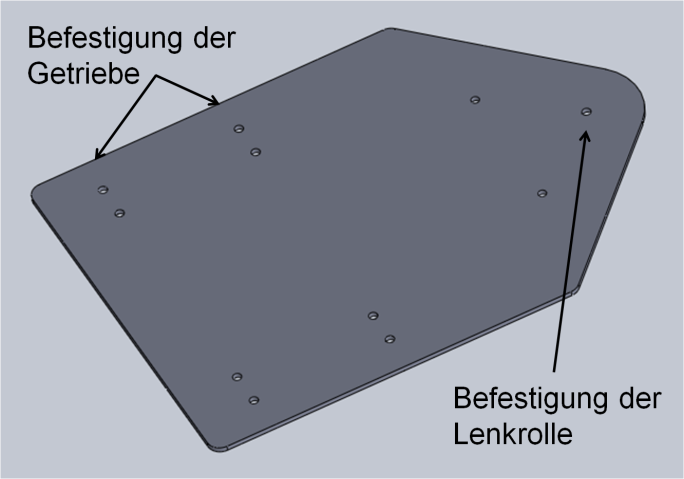 Befestigung der
Getriebe
Befestigung der
Lenkrolle